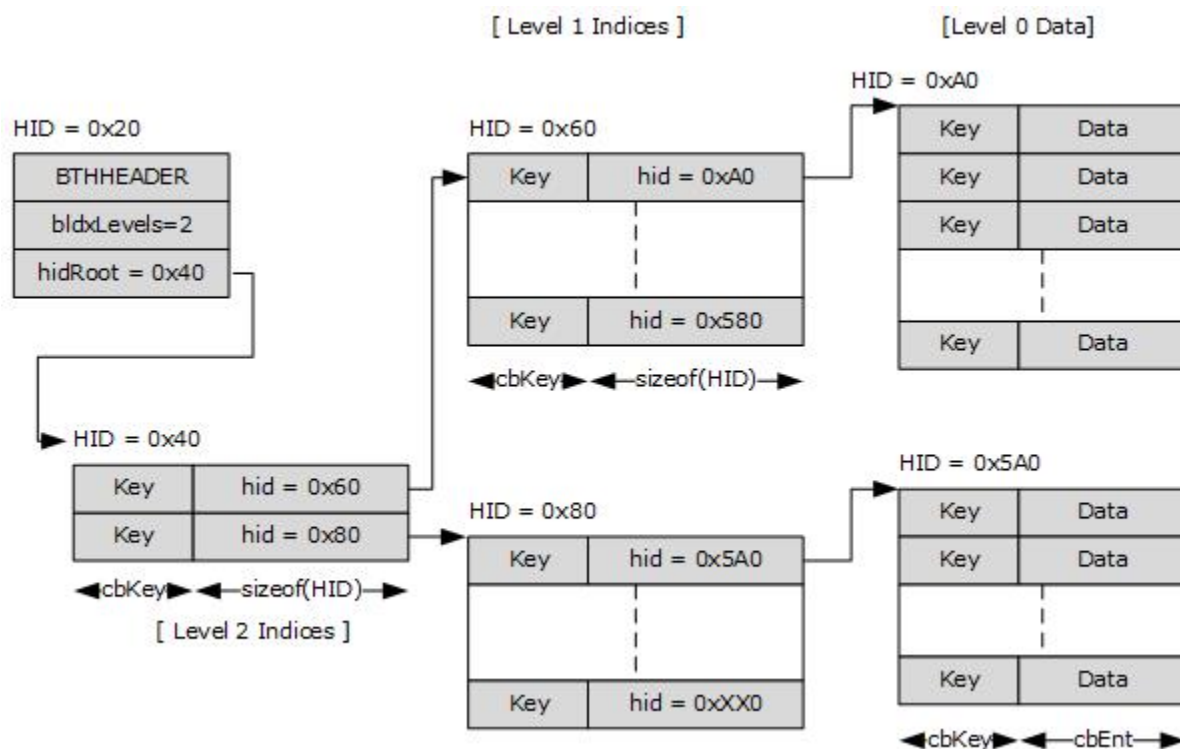 [ Level 1 Indices ]
[Level 0 Data]
HID = 0x20
BTHHEADER
bIdxLevels=2
hidRoot = 0x40
HID = 0x40
Key hid = 0x60
Key hid = 0x80
cbKey sizeof(HID)
[ Level 2 Indices ]
HID = 0x60
Key hid = 0xA0
Key hid = 0x580
cbKey sizeof(HID)
HID = 0x80
Key hid = 0x5A0
Key hid = 0xXX0
HID = 0xA0
Key Data
Key Data
Key Data
Key Data
HID = 0x5A0
Key Data
Key Data
Key Data
cbKey cbEnt